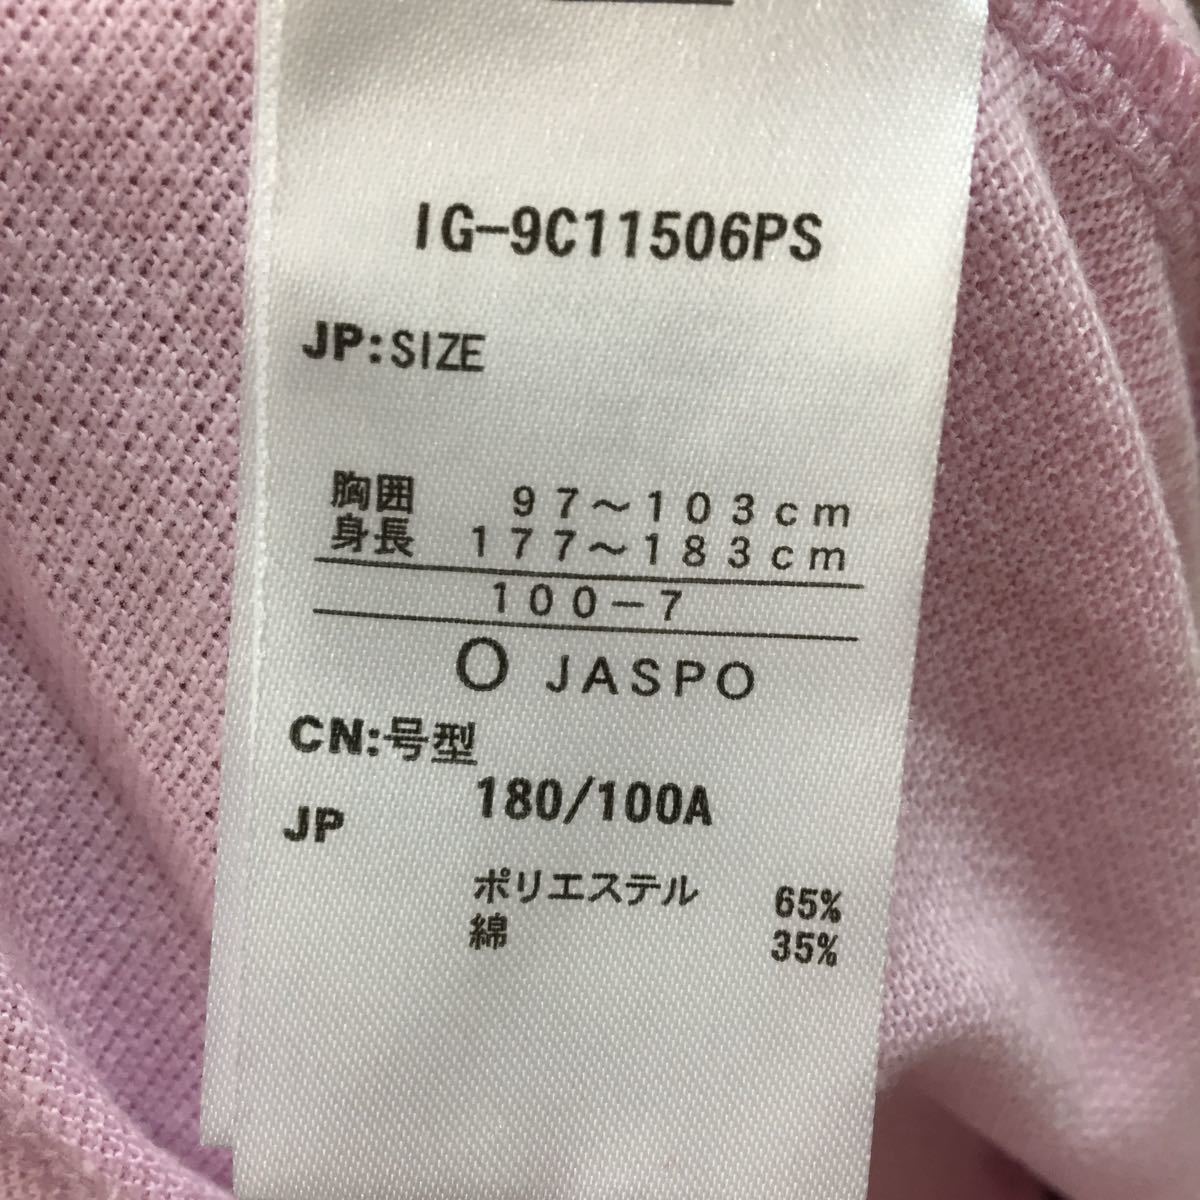 IG-9C11506PS
JP:SIZE
胸囲 97～103cm
身長 177～183cm
100-7
O JASPO
CN:号型
180/100A
JP
ポリエステル 65%
綿 35%